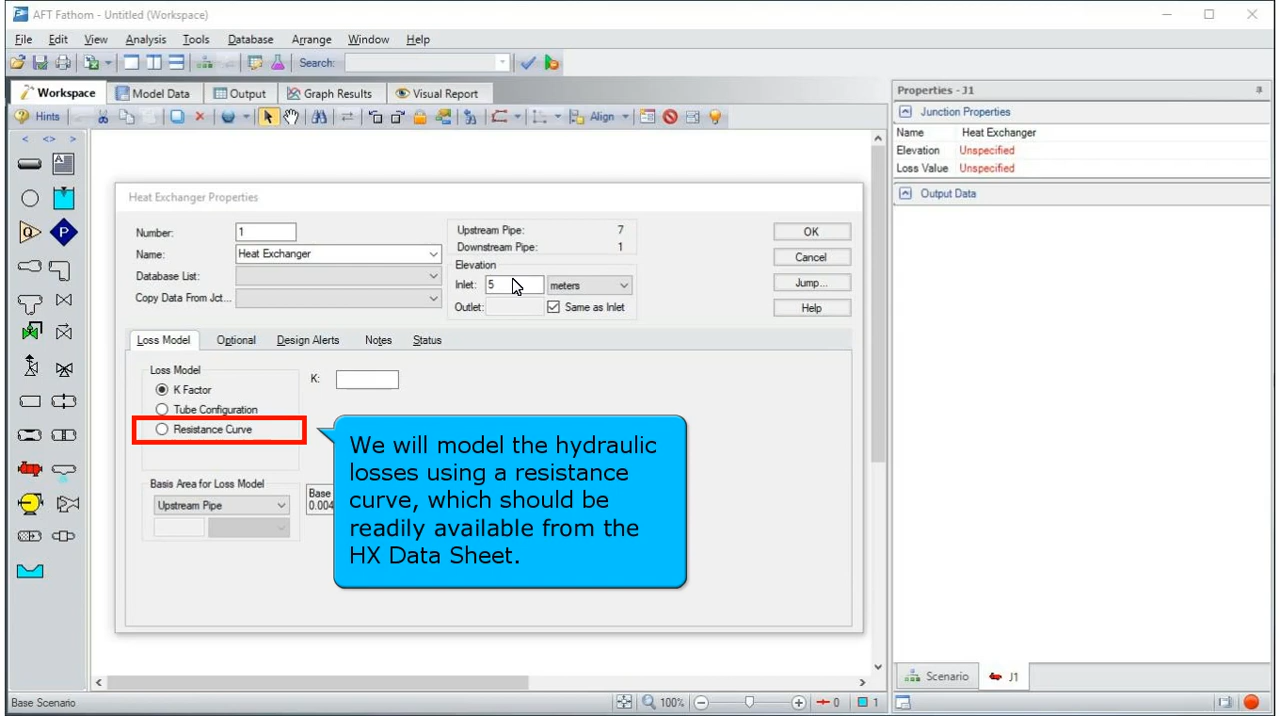 AFT Fathom - Untitled (Workspace)
File Edit View Analysis Tools Database Arrange Window Help
Search:
Workspace Model Data Output Graph Results Visual Report
Hints Align
< <> >
A
Q
P
Heat Exchanger Properties
Number: 1
Name: Heat Exchanger
Database List:
Copy Data From Jct...
Upstream Pipe: 7
Downstream Pipe: 1
Elevation
Inlet: 5 meters
Outlet: Same as Inlet
OK
Cancel
Jump...
Help
Loss Model Optional Design Alerts Notes Status
Loss Model
K Factor
Tube Configuration
Resistance Curve
K:
Basis Area for Loss Model
Upstream Pipe
Base
0.004
We will model the hydraulic
losses using a resistance
curve, which should be
readily available from the
HX Data Sheet.
Properties - J1
Junction Properties
Name Heat Exchanger
Elevation Unspecified
Loss Value Unspecified
Output Data
Scenario J1
Base Scenario
100% 0 1